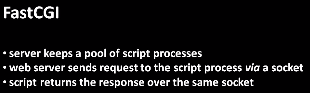 FastCGI
• server keeps a pool of script processes
• web server sends request to the script process via a socket
• script returns the response over the same socket